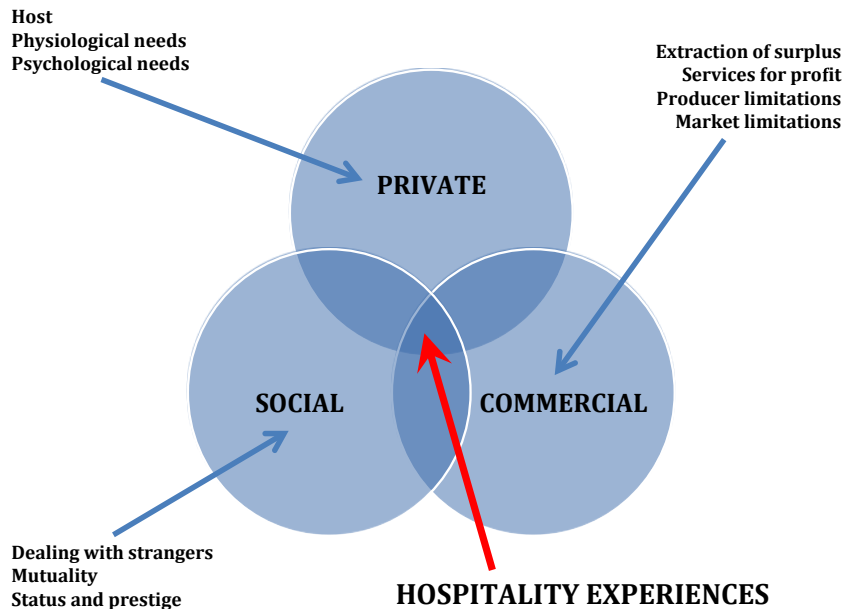 Host
Physiological needs
Psychological needs
Extraction of surplus
Services for profit
Producer limitations
Market limitations
PRIVATE
SOCIAL
COMMERCIAL
Dealing with strangers
Mutuality
Status and prestige
HOSPITALITY EXPERIENCES